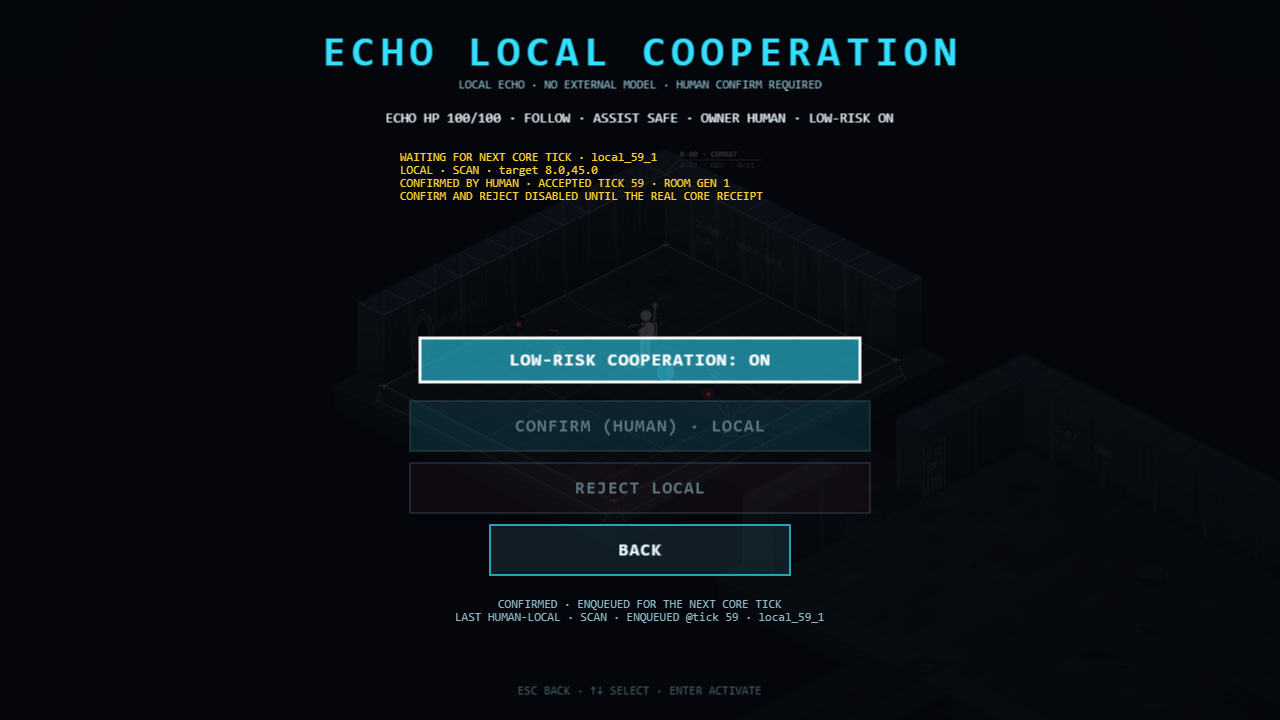 ECHO LOCAL COOPERATION
LOCAL ECHO · NO EXTERNAL MODEL · HUMAN CONFIRM REQUIRED
ECHO HP 100/100 · FOLLOW · ASSIST SAFE · OWNER HUMAN · LOW-RISK ON
WAITING FOR NEXT CORE TICK · local_59_1
LOCAL · SCAN · target 8.0,45.0
CONFIRMED BY HUMAN · ACCEPTED TICK 59 · ROOM GEN 1
CONFIRM AND REJECT DISABLED UNTIL THE REAL CORE RECEIPT
LOW-RISK COOPERATION: ON
CONFIRM (HUMAN) · LOCAL
REJECT LOCAL
BACK
CONFIRMED · ENQUEUED FOR THE NEXT CORE TICK
LAST HUMAN-LOCAL · SCAN · ENQUEUED @tick 59 · local_59_1
ESC BACK · ↑↓ SELECT · ENTER ACTIVATE